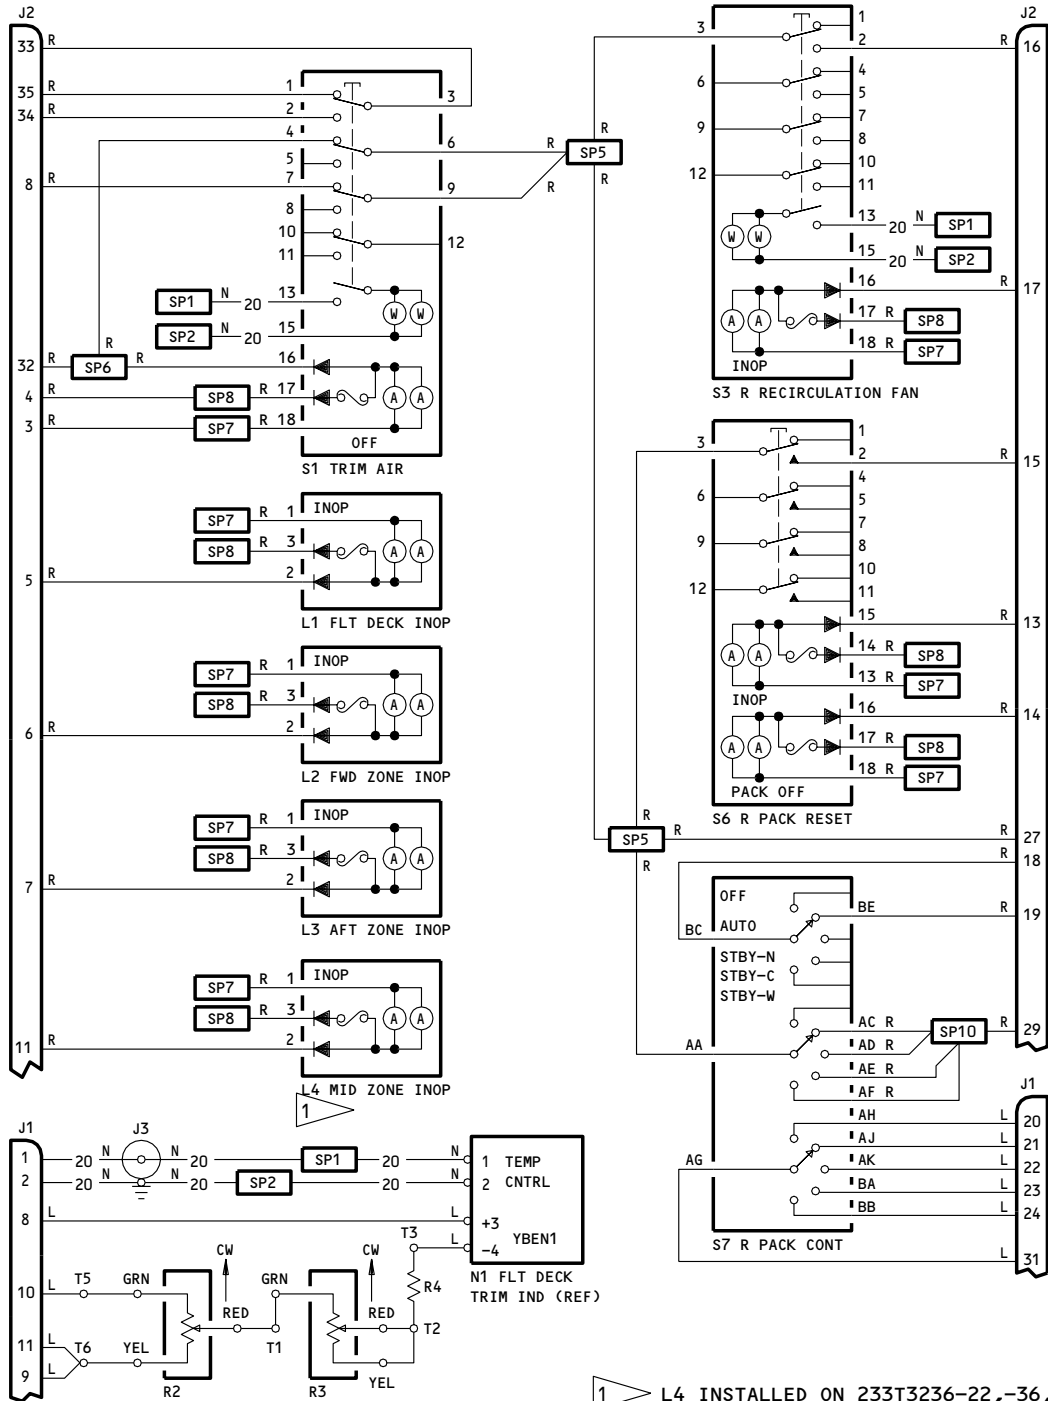 J2
33 R
35 R
34 R
8 R
32 R
4 R
3 R
5 R
6 R
7 R
11 R
1
2
4
5
7
8
10
11
3
6 R
9 R
12
SP5
R
R
SP1 N 20 13
SP2 N 20 15
W W
R
SP6 R 16
SP8 R 17
SP7 R 18
A A
OFF
S1 TRIM AIR
INOP
SP7 R 1
SP8 R 3
2
A A
L1 FLT DECK INOP
INOP
SP7 R 1
SP8 R 3
2
A A
L2 FWD ZONE INOP
INOP
SP7 R 1
SP8 R 3
2
A A
L3 AFT ZONE INOP
INOP
SP7 R 1
SP8 R 3
2
A A
L4 MID ZONE INOP
1
J1
J3
1 20 N N 20 SP1 20 N 1 TEMP
2 20 N N 20 SP2 20 N 2 CNTRL
8 L L +3
YBEN1
T3 L -4
N1 FLT DECK
TRIM IND (REF)
10 L T5 GRN
CW
RED
T1
GRN
CW
RED
T2
R4
11 L
9 L
T6 YEL
YEL
R2
R3
J2
3
6
9
12
1
2 R 16
4
5
7
8
10
11
W W
13 20 N SP1
15 20 N SP2
16 R 17
17 R SP8
18 R SP7
A A
INOP
S3 R RECIRCULATION FAN
3
6
9
12
1
2 R 15
4
5
7
8
10
11
15 R 13
14 R SP8
13 R SP7
A A
INOP
16 R 14
17 R SP8
18 R SP7
A A
PACK OFF
S6 R PACK RESET
R
SP5 R 27
R
R 18
OFF
AUTO
STBY-N
STBY-C
STBY-W
BC
BE R 19
AA
AC R
AD R
AE R
AF R
SP10 R 29
J1
AG
AH L 20
AJ L 21
AK L 22
BA L 23
BB L 24
L 31
S7 R PACK CONT
1 L4 INSTALLED ON 233T3236-22,-36,